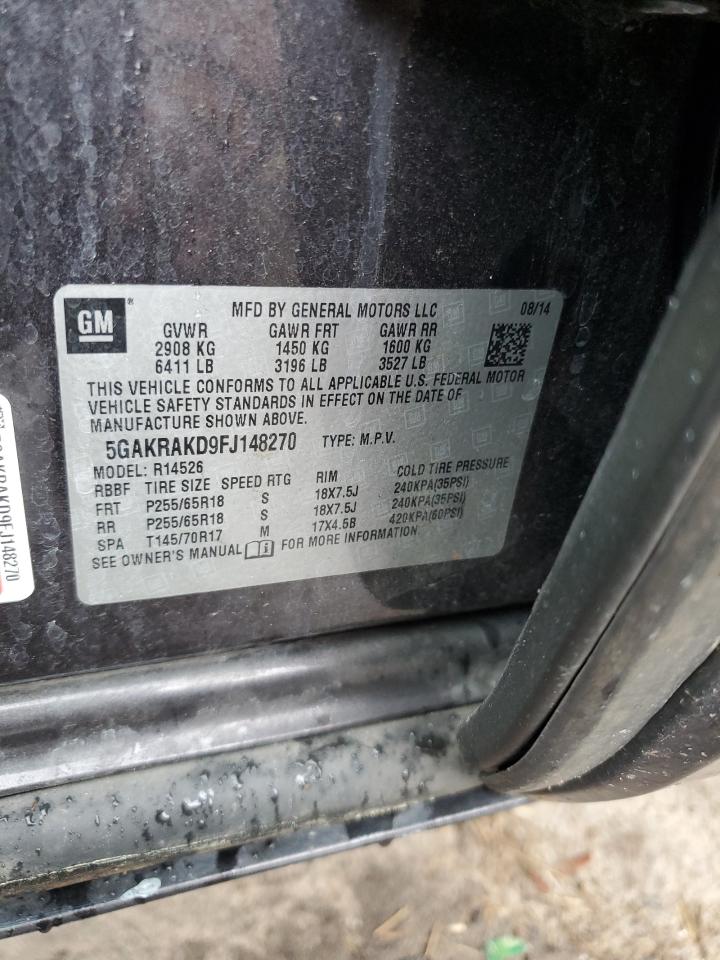 GM ® MFD BY GENERAL MOTORS LLC 08/14
GVWR GAWR FRT GAWR RR
2908 KG 1450 KG 1600 KG
6411 LB 3196 LB 3527 LB
THIS VEHICLE CONFORMS TO ALL APPLICABLE U.S. FEDERAL MOTOR
VEHICLE SAFETY STANDARDS IN EFFECT ON THE DATE OF
MANUFACTURE SHOWN ABOVE.
5GAKRAKD9FJ148270 TYPE: M.P.V.
MODEL: R14526
RBBF TIRE SIZE SPEED RTG RIM COLD TIRE PRESSURE
FRT P255/65R18 S 18X7.5J 240KPA(35PSI)
RR P255/65R18 S 18X7.5J 240KPA(35PSI)
SPA T145/70R17 M 17X4.5B 420KPA(60PSI)
SEE OWNER'S MANUAL FOR MORE INFORMATION
5GAKRAKD9FJ148270